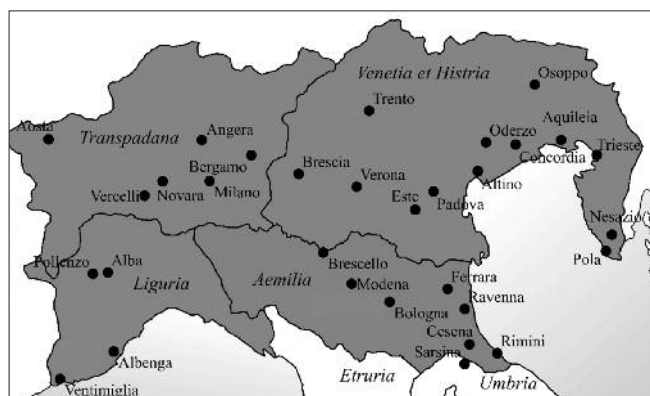 Venetia et Histria
Osoppo
Trento
Aosta
Transpadana
Angera
Aquileia
Oderzo
Trieste
Concordia
Bergamo
Brescia
Verona
Altino
Vercelli
Novara
Milano
Este
Padova
Nesazio
Pola
Pollenzo
Alba
Liguria
Aemilia
Brescello
Modena
Ferrara
Ravenna
Bologna
Cesena
Sarsina
Rimini
Albenga
Etruria
Umbria
Ventimiglia